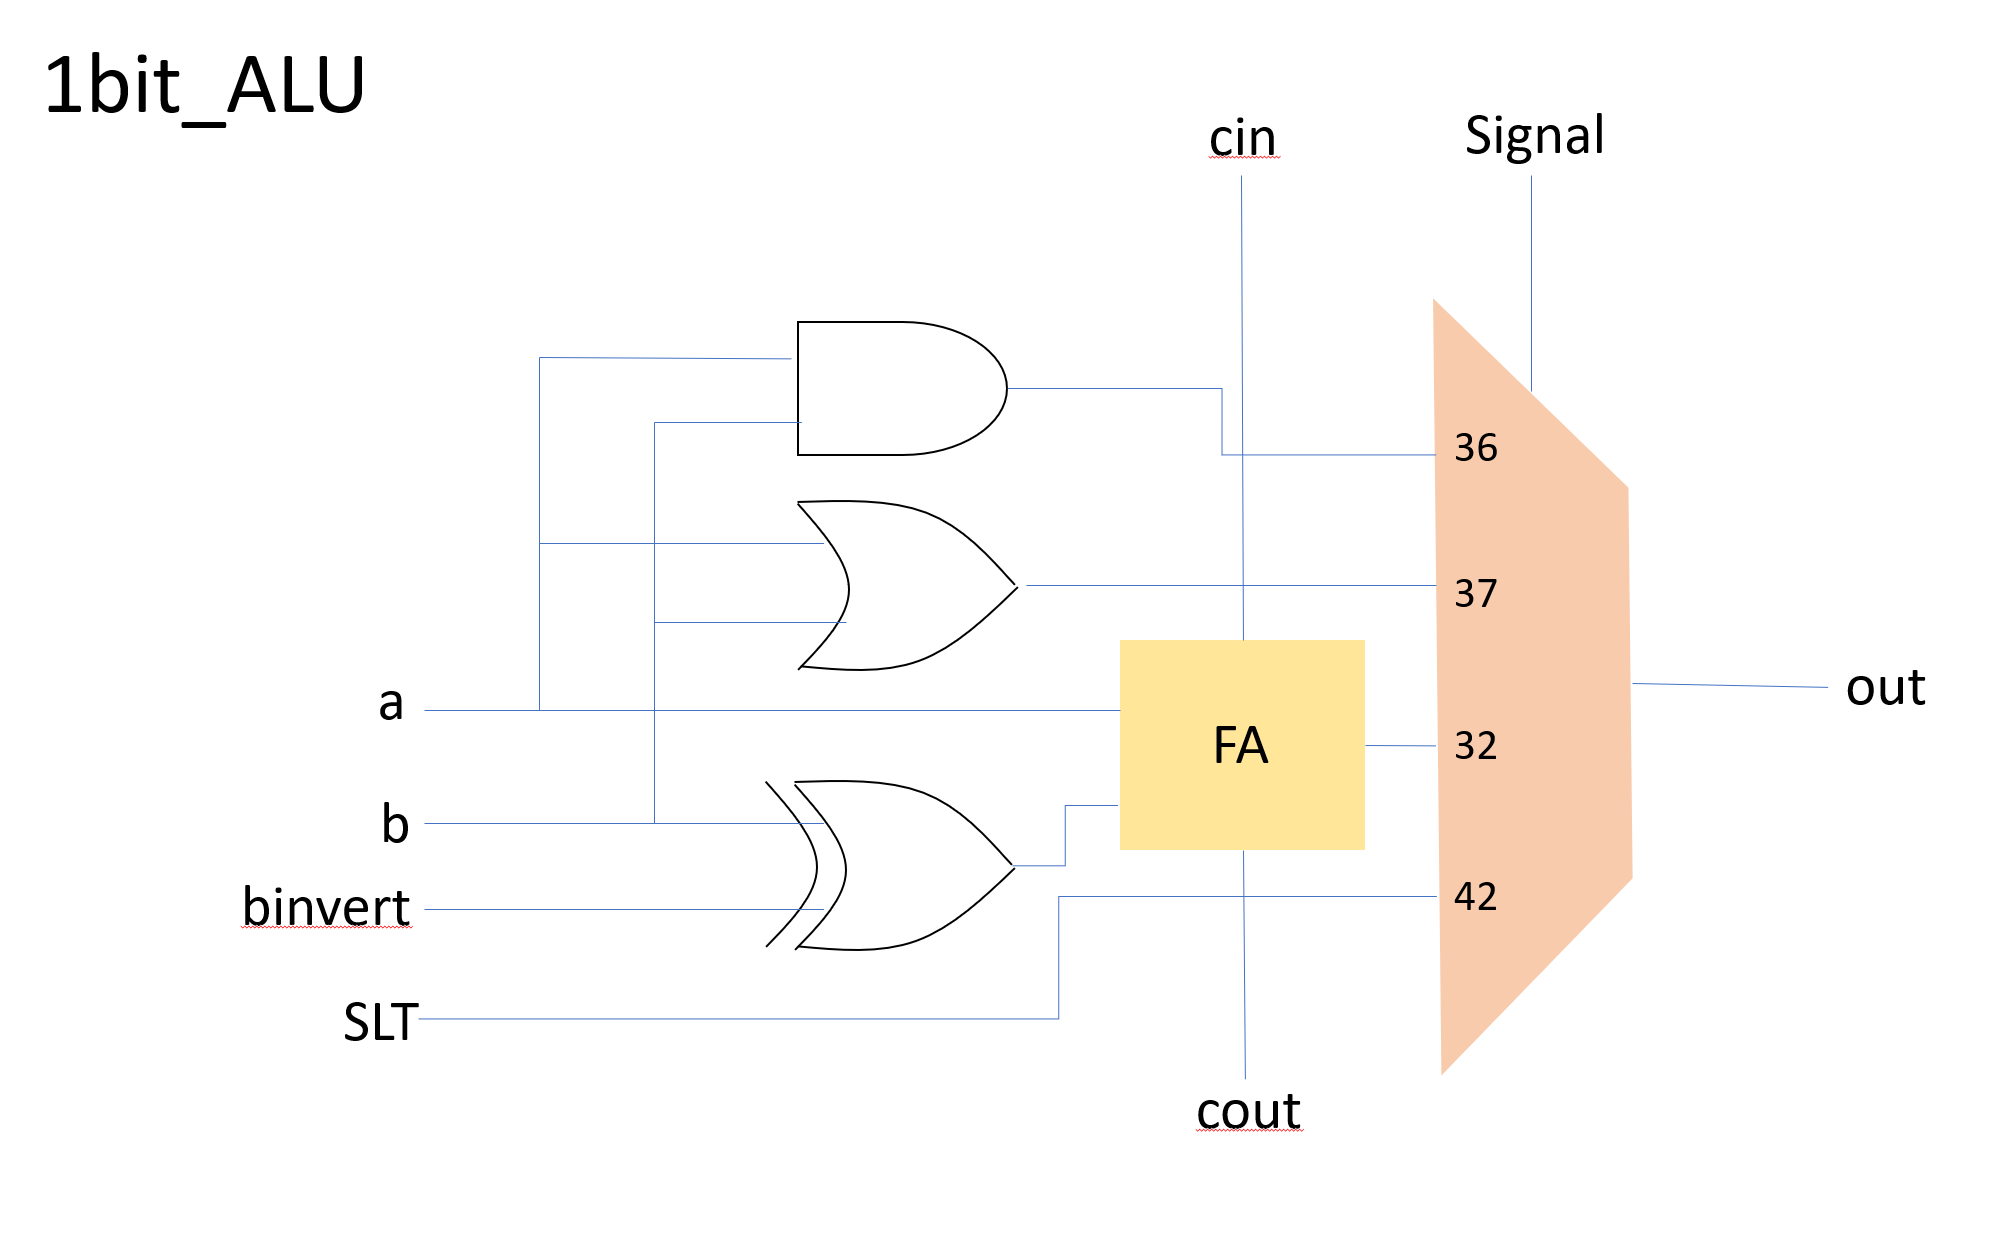 1bit_ALU
cin
Signal
36
37
a
FA
32
out
b
42
binvert
SLT
cout